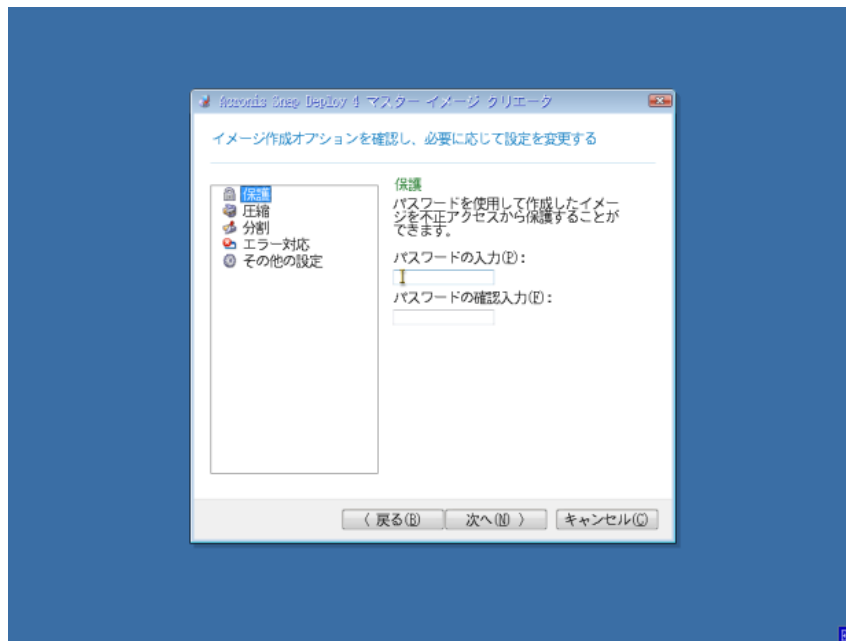 Acronis Snap Deploy 4 マスター イメージ クリエータ
イメージ作成オプションを確認し、必要に応じて設定を変更する
保護
圧縮
分割
エラー対応
その他の設定
保護
パスワードを使用して作成したイメー
ジを不正アクセスから保護することが
できます。
パスワードの入力(P):
パスワードの確認入力(F):
〈 戻る(B)
次へ(N) 〉
キャンセル(C)